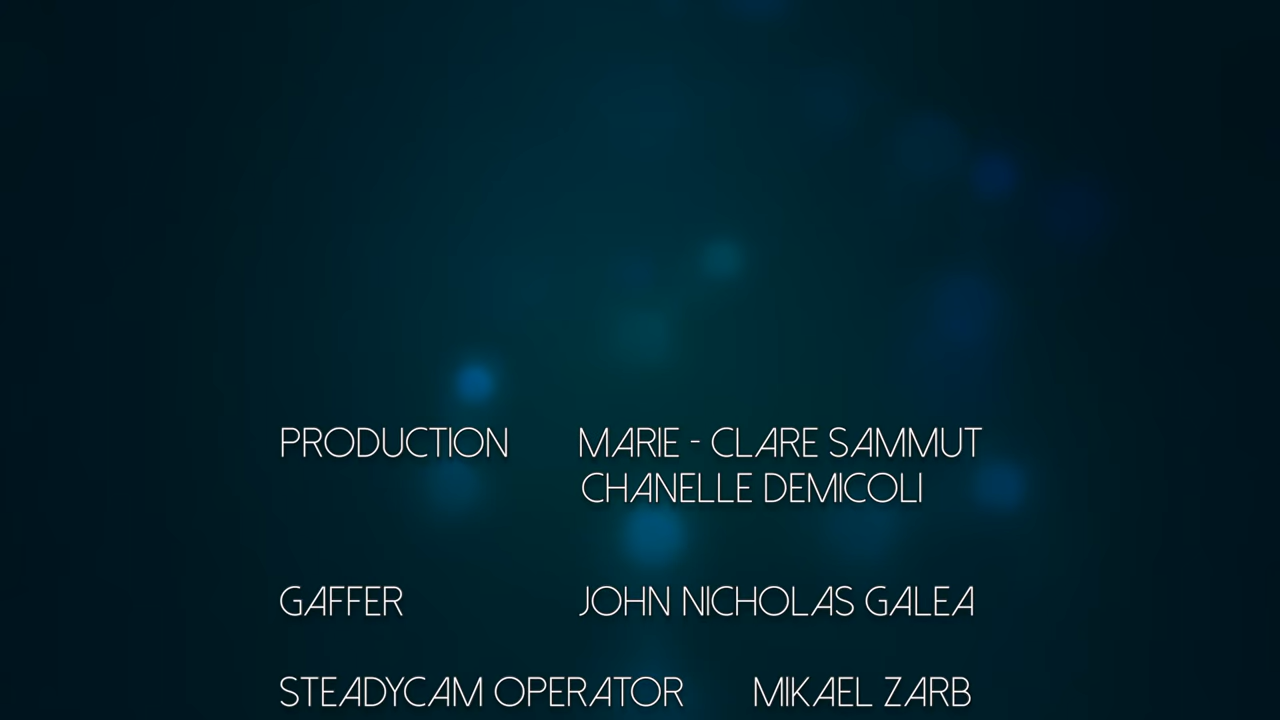 PRODUCTION MARIE - CLARE SAMMUT
CHANELLE DEMICOLI
GAFFER JOHN NICHOLAS GALEA
STEADYCAM OPERATOR MIKAEL ZARB